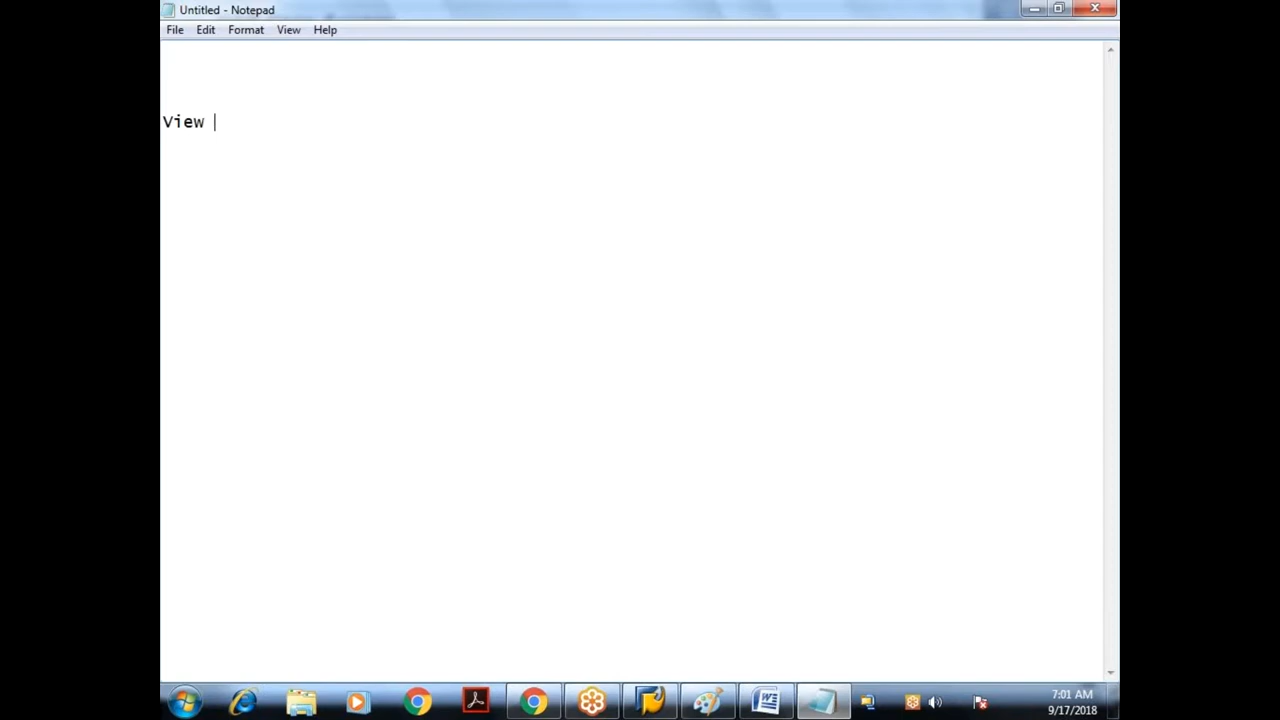 Untitled - Notepad
File Edit Format View Help
View
7:01 AM
9/17/2018